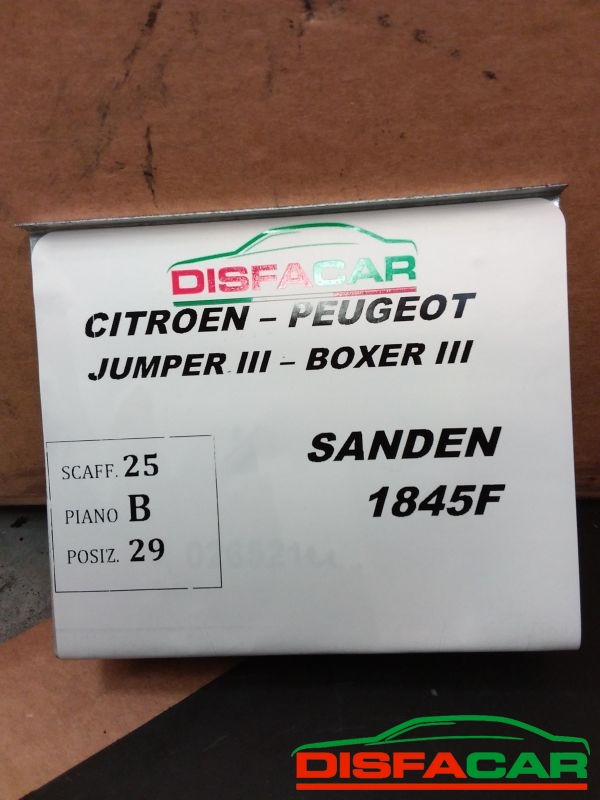 DISFACAR
CITROEN – PEUGEOT
JUMPER III – BOXER III
SANDEN
1845F
SCAFF. 25
PIANO B
POSIZ. 29
DISFACAR